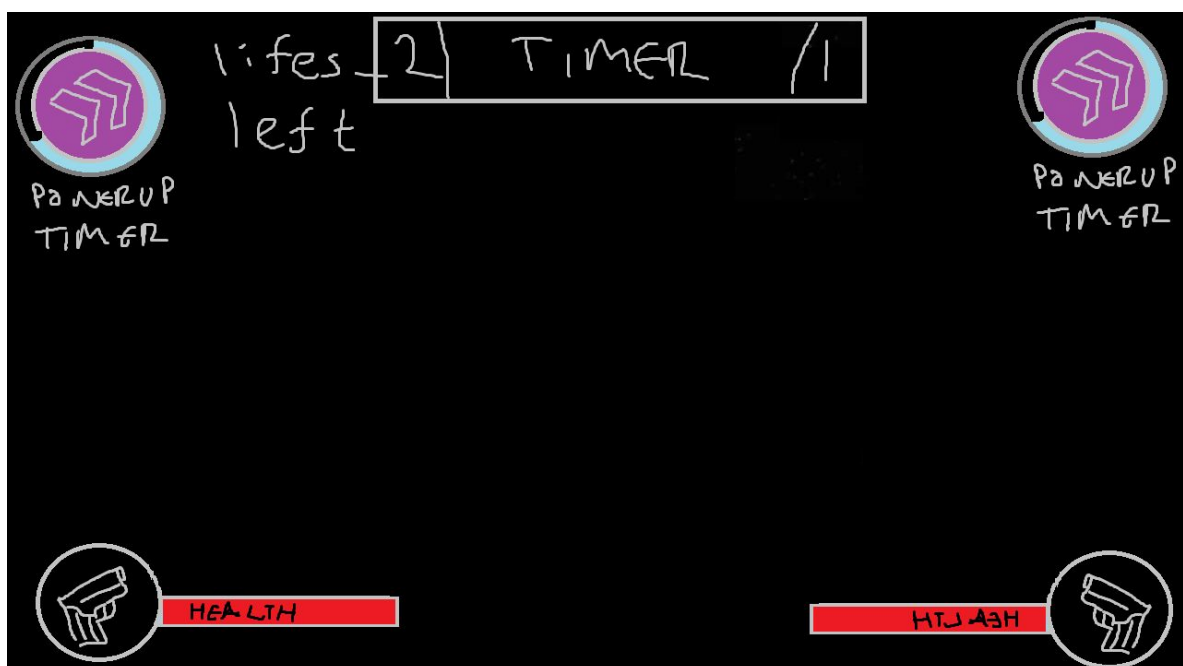 lifes
left
2 TIMER 1
POWERUP
TIMER
POWERUP
TIMER
HEALTH
HEALTH